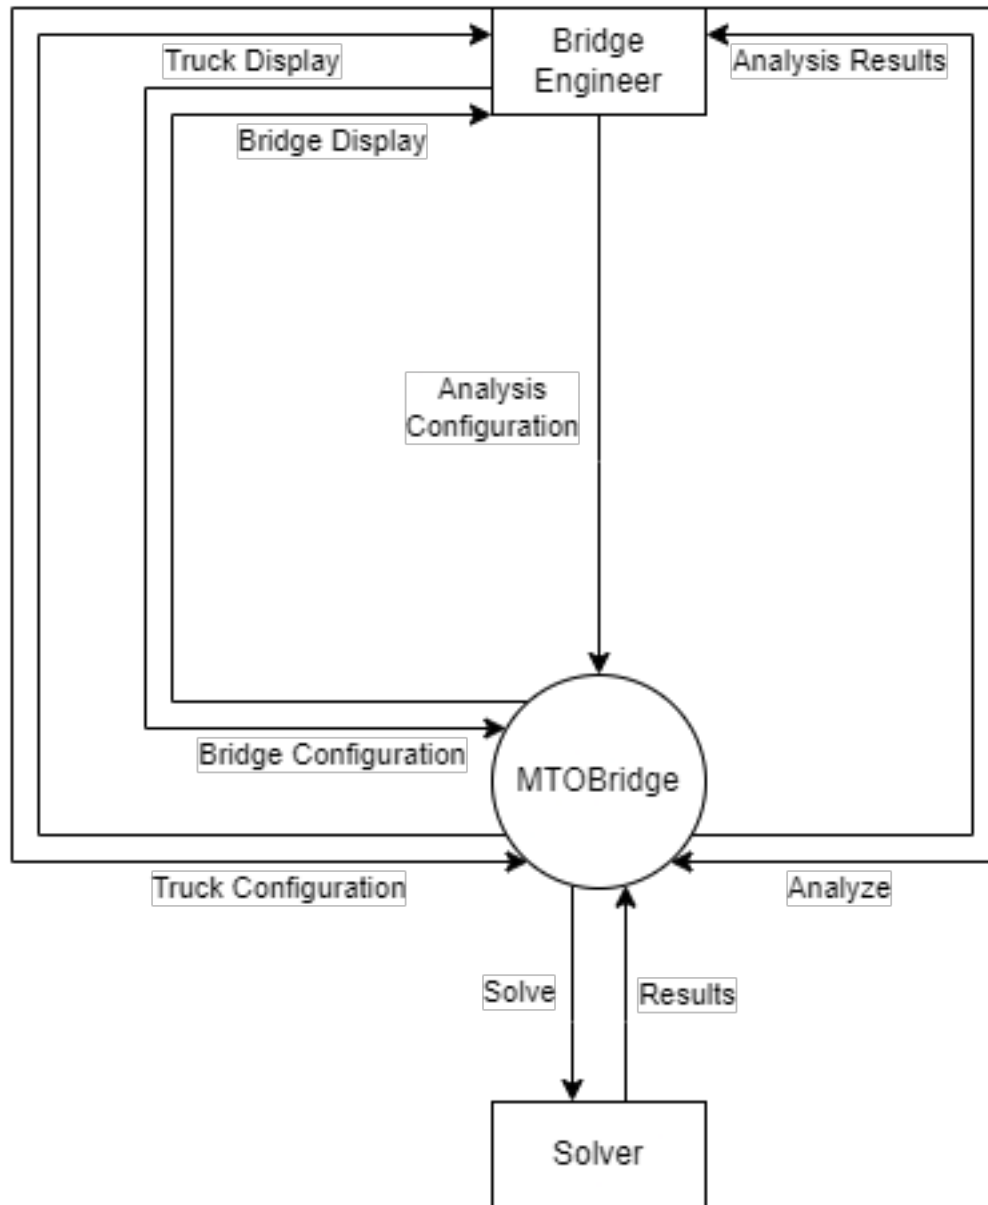 Bridge
Engineer
Truck Display
Analysis Results
Bridge Display
Analysis
Configuration
Bridge Configuration
MTOBridge
Truck Configuration
Analyze
Solve
Results
Solver